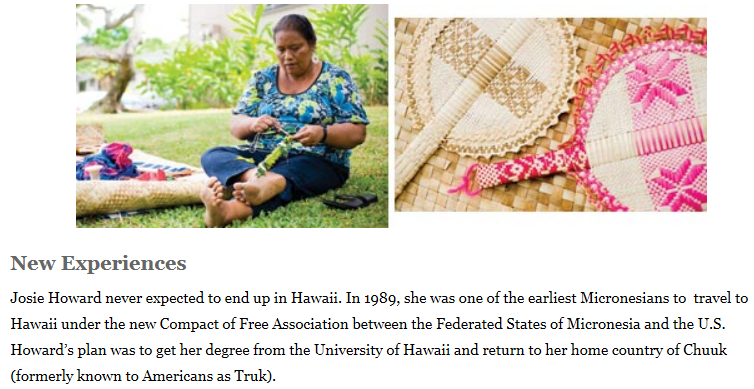 New Experiences
Josie Howard never expected to end up in Hawaii. In 1989, she was one of the earliest Micronesians to travel to
Hawaii under the new Compact of Free Association between the Federated States of Micronesia and the U.S.
Howard's plan was to get her degree from the University of Hawaii and return to her home country of Chuuk
(formerly known to Americans as Truk).